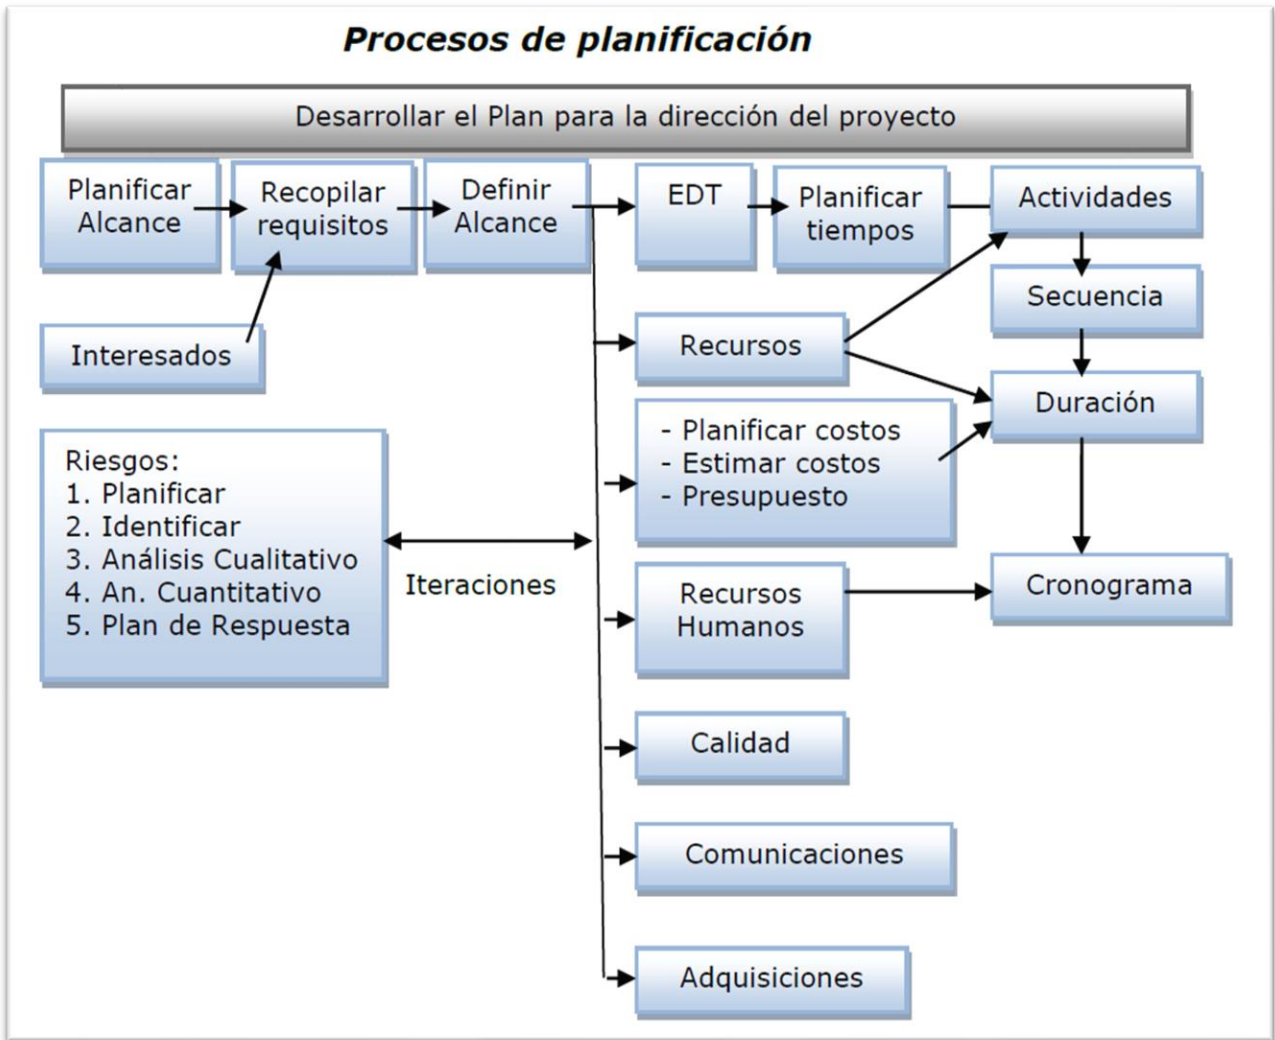 Procesos de planificación
Desarrollar el Plan para la dirección del proyecto
Planificar
Alcance
Recopilar
requisitos
Definir
Alcance
EDT
Planificar
tiempos
Actividades
Secuencia
Interesados
Recursos
Duración
- Planificar costos
- Estimar costos
- Presupuesto
Riesgos:
1. Planificar
2. Identificar
3. Análisis Cualitativo
4. An. Cuantitativo
5. Plan de Respuesta
Iteraciones
Recursos
Humanos
Cronograma
Calidad
Comunicaciones
Adquisiciones